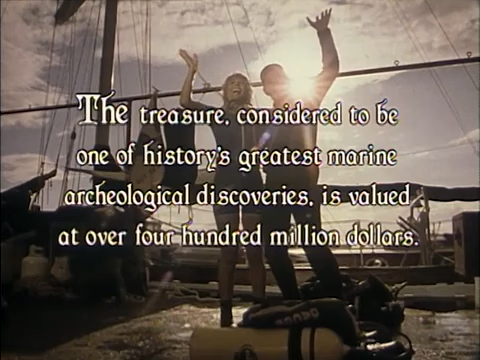 The treasure, considered to be
one of history's greatest marine
archeological discoveries, is valued
at over four hundred million dollars.